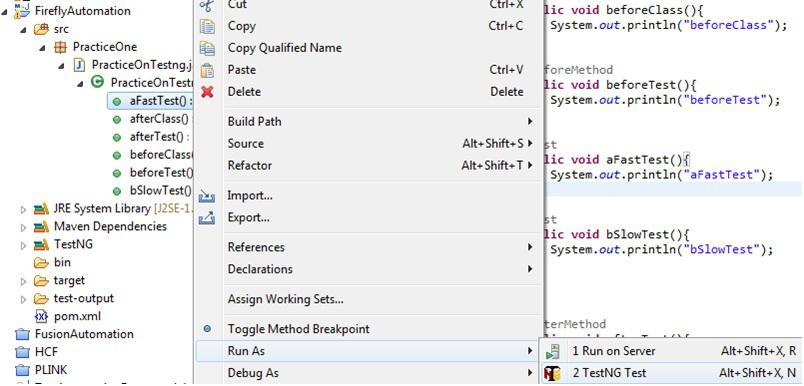 FireflyAutomation
src
PracticeOne
PracticeOnTestng.j
PracticeOnTestn
aFastTest() :
afterClass() :
afterTest() :
beforeClass(
beforeTest()
bSlowTest()
JRE System Library [J2SE-1.
Maven Dependencies
TestNG
bin
target
test-output
pom.xml
FusionAutomation
HCF
PLINK
Cut Ctrl+X
Copy Ctrl+C
Copy Qualified Name
Paste Ctrl+V
Delete Delete
Build Path
Source Alt+Shift+S
Refactor Alt+Shift+T
Import...
Export...
References
Declarations
Assign Working Sets...
Toggle Method Breakpoint
Run As
Debug As
1 Run on Server Alt+Shift+X, R
2 TestNG Test Alt+Shift+X, N
lic void beforeClass(){
System.out.println("beforeClass");
foreMethod
lic void beforeTest(){
System.out.println("beforeTest");
st
lic void aFastTest(){
System.out.println("aFastTest");
st
lic void bSlowTest(){
System.out.println("bSlowTest");
terMethod